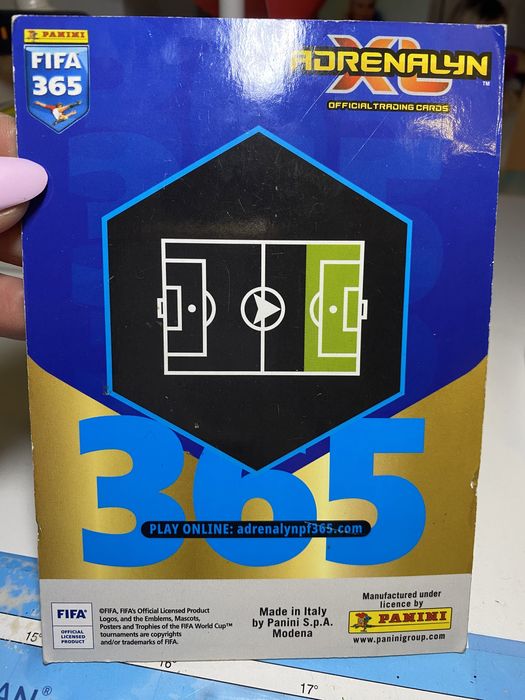 PANINI
FIFA
365
ADRENALYN
XL
™
OFFICIAL TRADING CARDS
365
PLAY ONLINE: adrenalynpf365.com
FIFA®
OFFICIAL
LICENSED
PRODUCT
©FIFA, FIFA's Official Licensed Product
Logos, and the Emblems, Mascots,
Posters and Trophies of the FIFA World Cup™
tournaments are copyrights
and/or trademarks of FIFA.
Made in Italy
by Panini S.p.A.
Modena
Manufactured under
licence by
PANINI
www.paninigroup.com
15°
16°
17°
AN